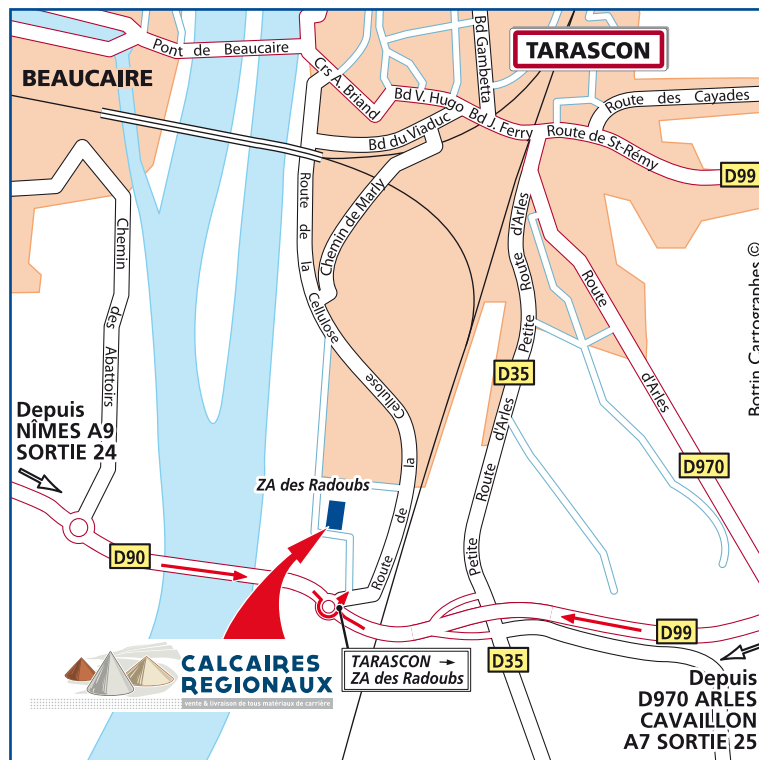 TARASCON
BEAUCAIRE
Pont de Beaucaire
Crs A. Briand
Bd Gambetta
Bd V. Hugo
Bd J. Ferry
Route de St-Rémy
Route des Cayades
D99
Bd du Viaduc
Chemin de Marly
Route de la Cellulose
Chemin des Abattoirs
Petite Route d'Arles
Route d'Arles
D35
D970
Bottin Cartographes ©
Cellulose
Route de la
Petite Route d'Arles
Depuis
NÎMES A9
SORTIE 24
ZA des Radoubs
D90
D99
D35
TARASCON →
ZA des Radoubs
CALCAIRES
REGIONAUX
vente & livraison de tous matériaux de carrière
Depuis
D970 ARLES
CAVAILLON
A7 SORTIE 25